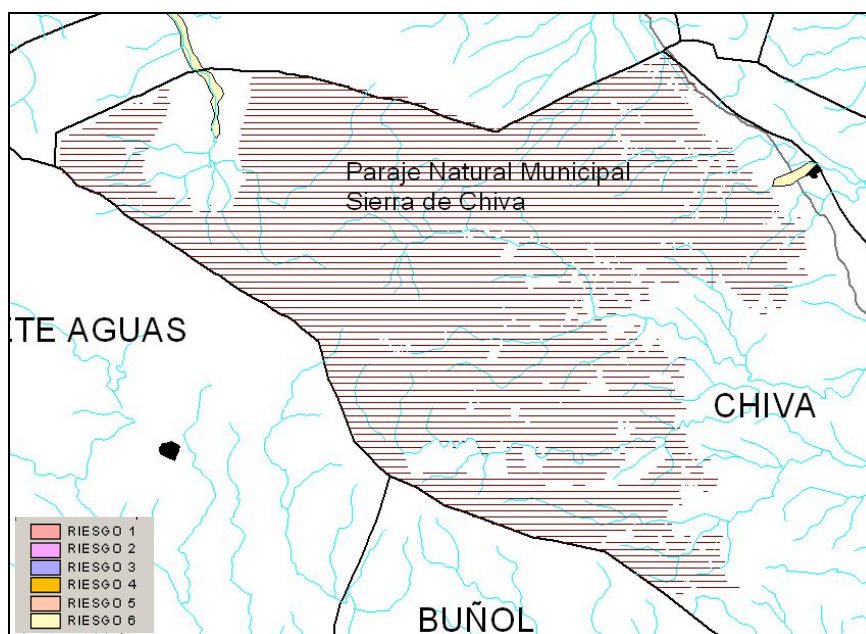 Paraje Natural Municipal
Sierra de Chiva
ETE AGUAS
CHIVA
RIESGO 1
RIESGO 2
RIESGO 3
RIESGO 4
RIESGO 5
RIESGO 6
BUÑOL